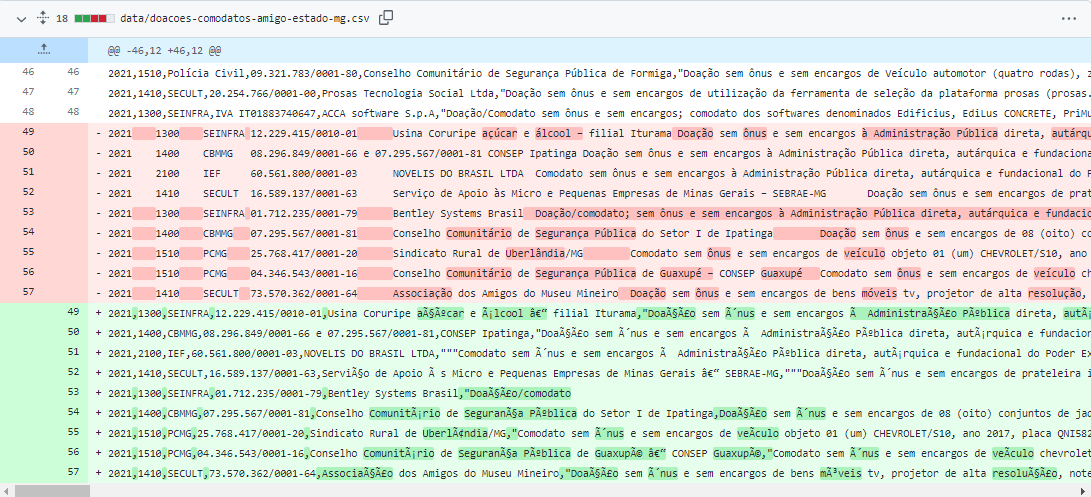 18 data/doacoes-comodatos-amigo-estado-mg.csv
@@ -46,12 +46,12 @@
46 46 2021,1510,Polícia Civil,09.321.783/0001-80,Conselho Comunitário de Segurança Pública de Formiga,"Doação sem ônus e sem encargos de Veículo automotor (quatro rodas), z
47 47 2021,1410,SECULT,20.254.766/0001-00,Prosas Tecnologia Social Ltda,"Doação sem ônus e sem encargos de utilização da ferramenta de seleção da plataforma prosas (prosas.
48 48 2021,1300,SEINFRA,IVA IT01883740647,ACCA software S.p.A,"Doação/Comodato sem ônus e sem encargos; comodato dos softwares denominados Edificius, EdiLus CONCRETE, PriMu
49 - 2021 1300 SEINFRA 12.229.415/0010-01 Usina Coruripe açúcar e álcool – filial Iturama Doação sem ônus e sem encargos à Administração Pública direta, autárqu
50 - 2021 1400 CBMMG 08.296.849/0001-66 e 07.295.567/0001-81 CONSEP Ipatinga Doação sem ônus e sem encargos à Administração Pública direta, autárquica e fundacion
51 - 2021 2100 IEF 60.561.800/0001-03 NOVELIS DO BRASIL LTDA Comodato sem ônus e sem encargos à Administração Pública direta, autárquica e fundacional do P
52 - 2021 1410 SECULT 16.589.137/0001-63 Serviço de Apoio às Micro e Pequenas Empresas de Minas Gerais – SEBRAE-MG Doação sem ônus e sem encargos de prat
53 - 2021 1300 SEINFRA 01.712.235/0001-79 Bentley Systems Brasil Doação/comodato; sem ônus e sem encargos à Administração Pública direta, autárquica e fundac
54 - 2021 1400 CBMMG 07.295.567/0001-81 Conselho Comunitário de Segurança Pública do Setor I de Ipatinga Doação sem ônus e sem encargos de 08 (oito) co
55 - 2021 1510 PCMG 25.768.417/0001-20 Sindicato Rural de Uberlândia/MG Comodato sem ônus e sem encargos de veículo objeto 01 (um) CHEVROLET/S10, ano
56 - 2021 1510 PCMG 04.346.543/0001-16 Conselho Comunitário de Segurança Pública de Guaxupé – CONSEP Guaxupé Comodato sem ônus e sem encargos de veículo ch
57 - 2021 1410 SECULT 73.570.362/0001-64 Associação dos Amigos do Museu Mineiro Doação sem ônus e sem encargos de bens móveis tv, projetor de alta resolução,
49 + 2021,1300,SEINFRA,12.229.415/0010-01,Usina Coruripe aÃ§Ãºcar e Ã¡lcool â€“ filial Iturama,"DoaÃ§Ã£o sem Ã´nus e sem encargos Ã  AdministraÃ§Ã£o PÃºblica direta, autÃ¡
50 + 2021,1400,CBMMG,08.296.849/0001-66 e 07.295.567/0001-81,CONSEP Ipatinga,"DoaÃ§Ã£o sem Ã´nus e sem encargos Ã  AdministraÃ§Ã£o PÃºblica direta, autÃ¡rquica e fundacion
51 + 2021,2100,IEF,60.561.800/0001-03,NOVELIS DO BRASIL LTDA,"""Comodato sem Ã´nus e sem encargos Ã  AdministraÃ§Ã£o PÃºblica direta, autÃ¡rquica e fundacional do Poder Ex
52 + 2021,1410,SECULT,16.589.137/0001-63,ServiÃ§o de Apoio Ã s Micro e Pequenas Empresas de Minas Gerais â€“ SEBRAE-MG,"""DoaÃ§Ã£o sem Ã´nus e sem encargos de prateleira i
53 + 2021,1300,SEINFRA,01.712.235/0001-79,Bentley Systems Brasil,"DoaÃ§Ã£o/comodato
54 + 2021,1400,CBMMG,07.295.567/0001-81,Conselho ComunitÃ¡rio de SeguranÃ§a PÃºblica do Setor I de Ipatinga,DoaÃ§Ã£o sem Ã´nus e sem encargos de 08 (oito) conjuntos de jad
55 + 2021,1510,PCMG,25.768.417/0001-20,Sindicato Rural de UberlÃ¢ndia/MG,"Comodato sem Ã´nus e sem encargos de veÃ­culo objeto 01 (um) CHEVROLET/S10, ano 2017, placa QNI582
56 + 2021,1510,PCMG,04.346.543/0001-16,Conselho ComunitÃ¡rio de SeguranÃ§a PÃºblica de GuaxupÃ© â€“ CONSEP GuaxupÃ©,"Comodato sem Ã´nus e sem encargos de veÃ­culo chevrolet
57 + 2021,1410,SECULT,73.570.362/0001-64,AssociaÃ§Ã£o dos Amigos do Museu Mineiro,"DoaÃ§Ã£o sem Ã´nus e sem encargos de bens mÃ³veis tv, projetor de alta resoluÃ§Ã£o, note